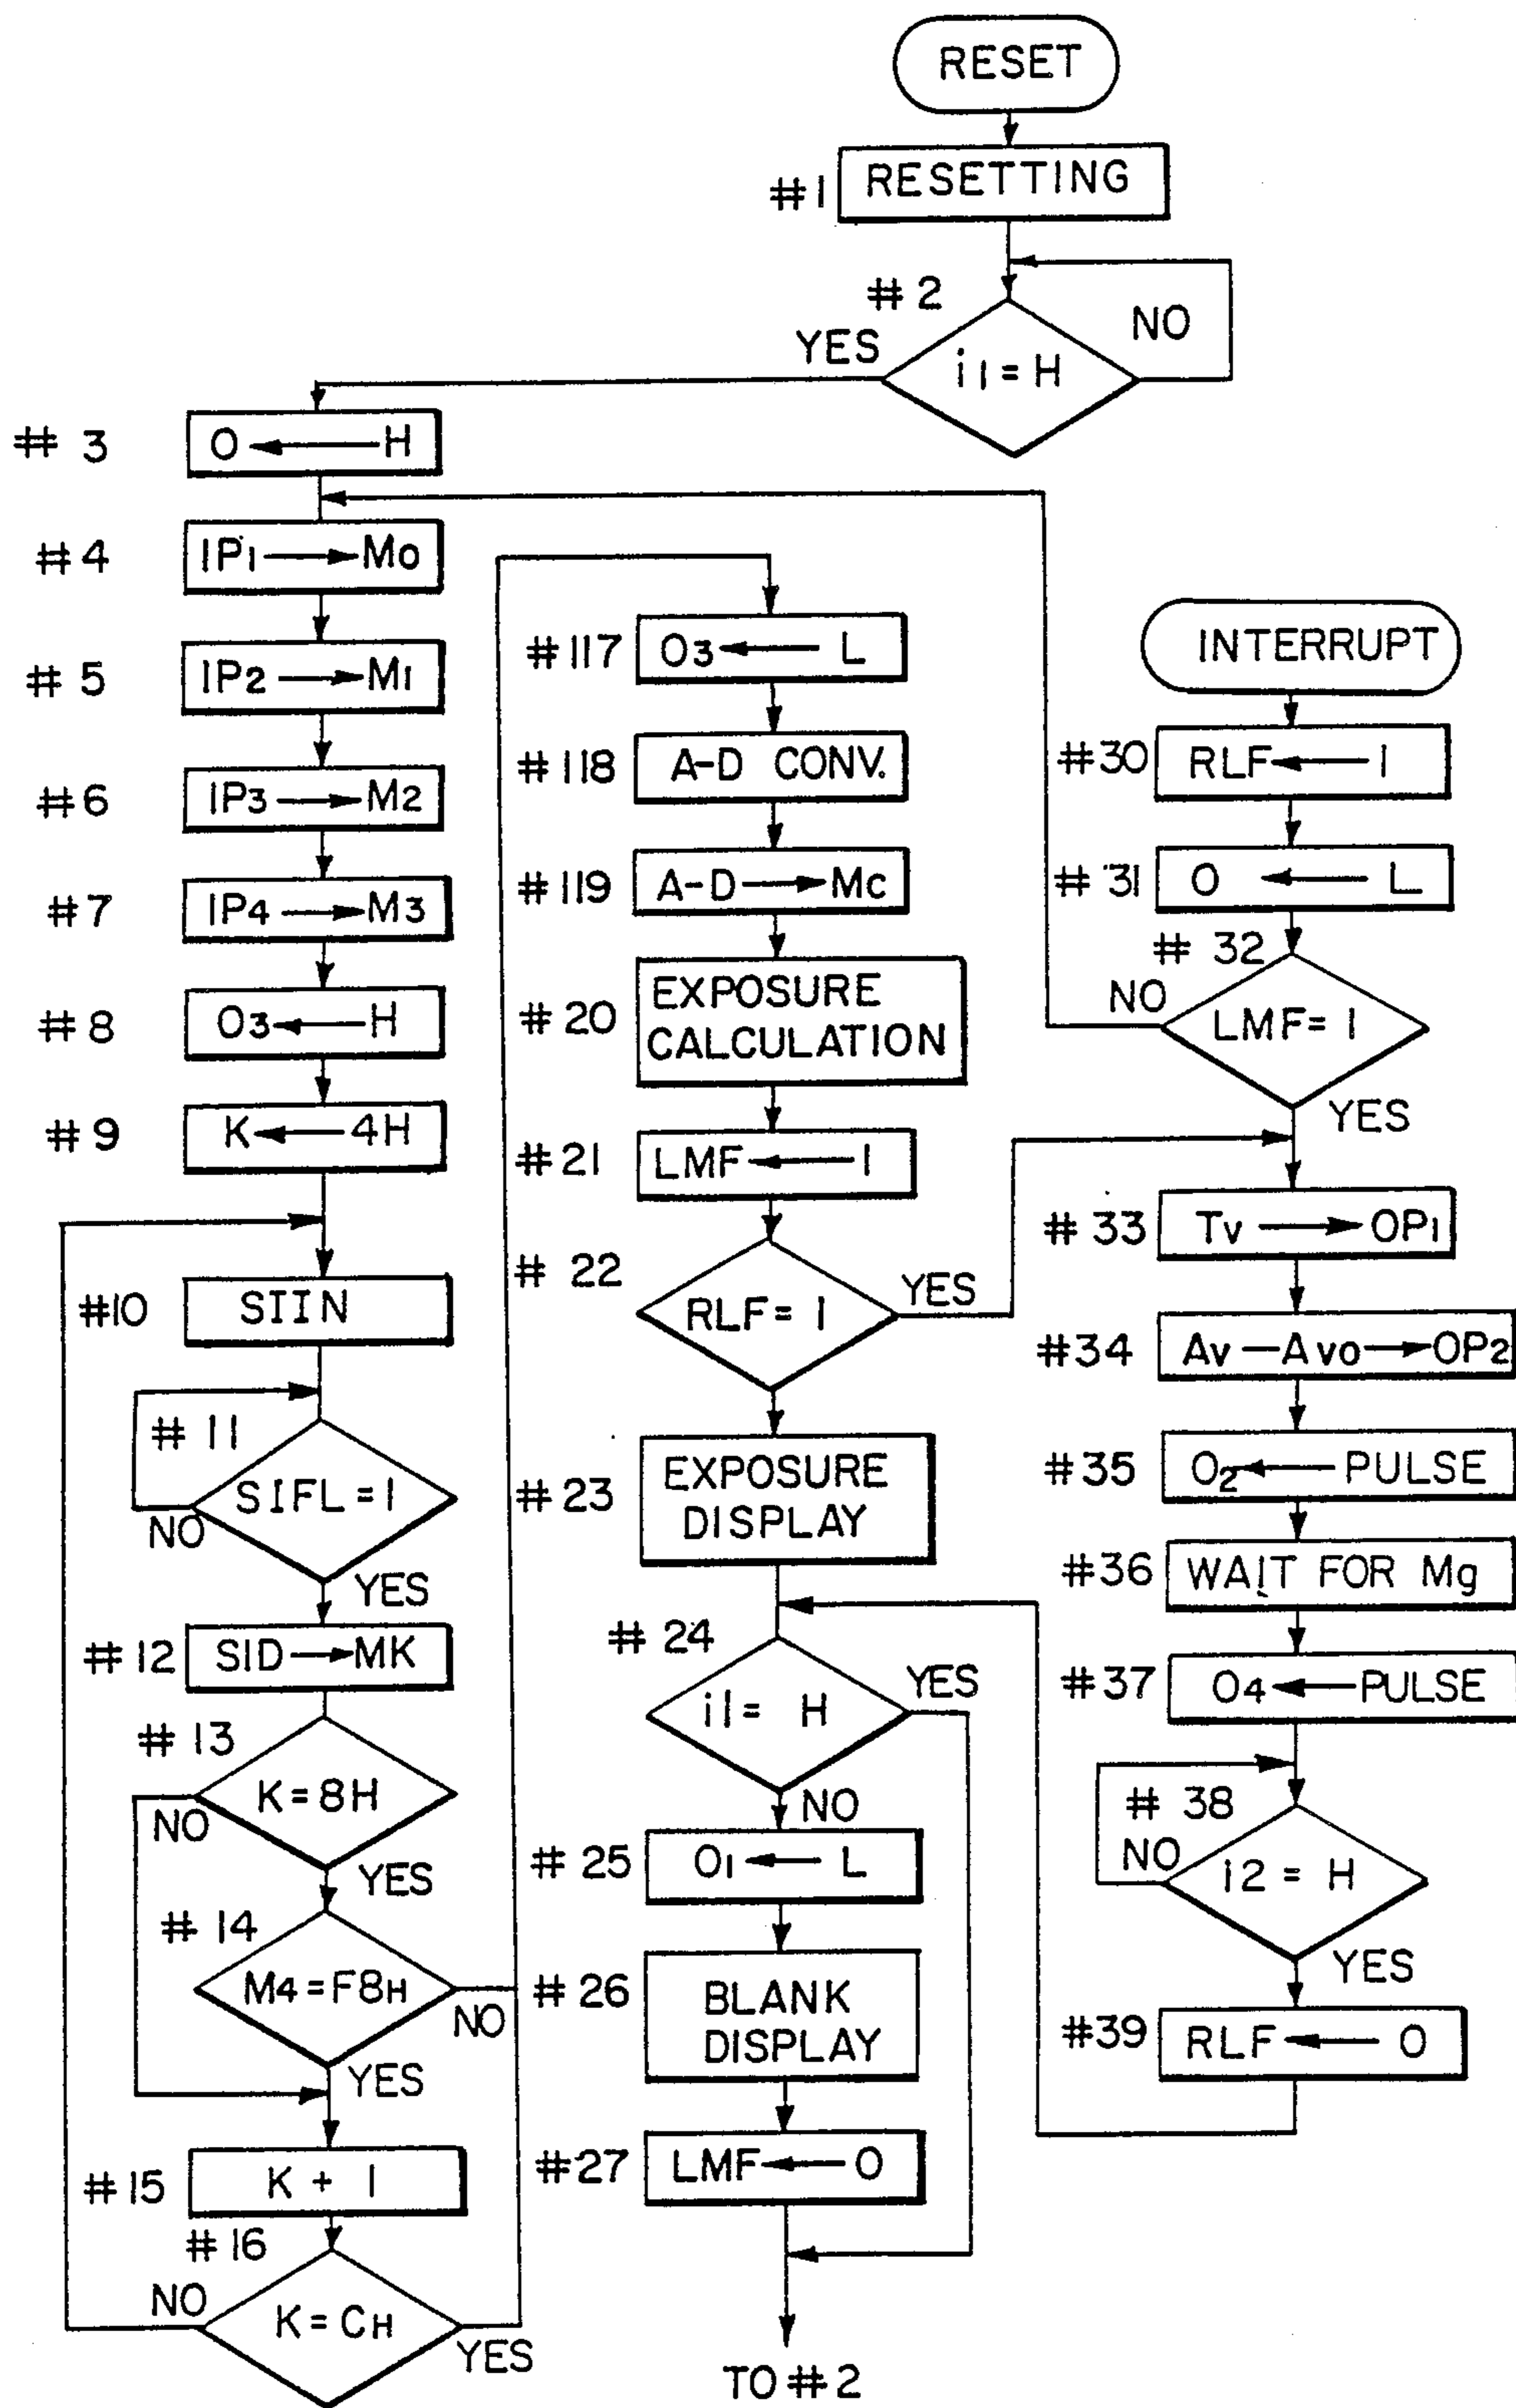 RESET
#1 RESETTING
#2
YES
i1=H
NO
#3 O←H
#4 IP1→M0
#5 IP2→M1
#6 IP3→M2
#7 IP4→M3
#8 O3←H
#9 K←4H
#10 SIIN
#11
SIFL=1
NO
YES
#12 SID→MK
#13
K=8H
NO
YES
#14
M4=F8H
NO
YES
#15 K+1
#16
NO
K=CH
YES
#117 O3←L
#118 A-D CONV.
#119 A-D→Mc
#20 EXPOSURE
CALCULATION
#21 LMF←1
#22
RLF=1
YES
#23 EXPOSURE
DISPLAY
#24
i1=H
YES
NO
#25 O1←L
#26 BLANK
DISPLAY
#27 LMF←0
TO #2
INTERRUPT
#30 RLF←1
#31 O←L
#32
NO
LMF=1
YES
#33 Tv→OP1
#34 Av—Avo→OP2
#35 O2←PULSE
#36 WAIT FOR Mg
#37 O4←PULSE
#38
NO
i2=H
YES
#39 RLF←0